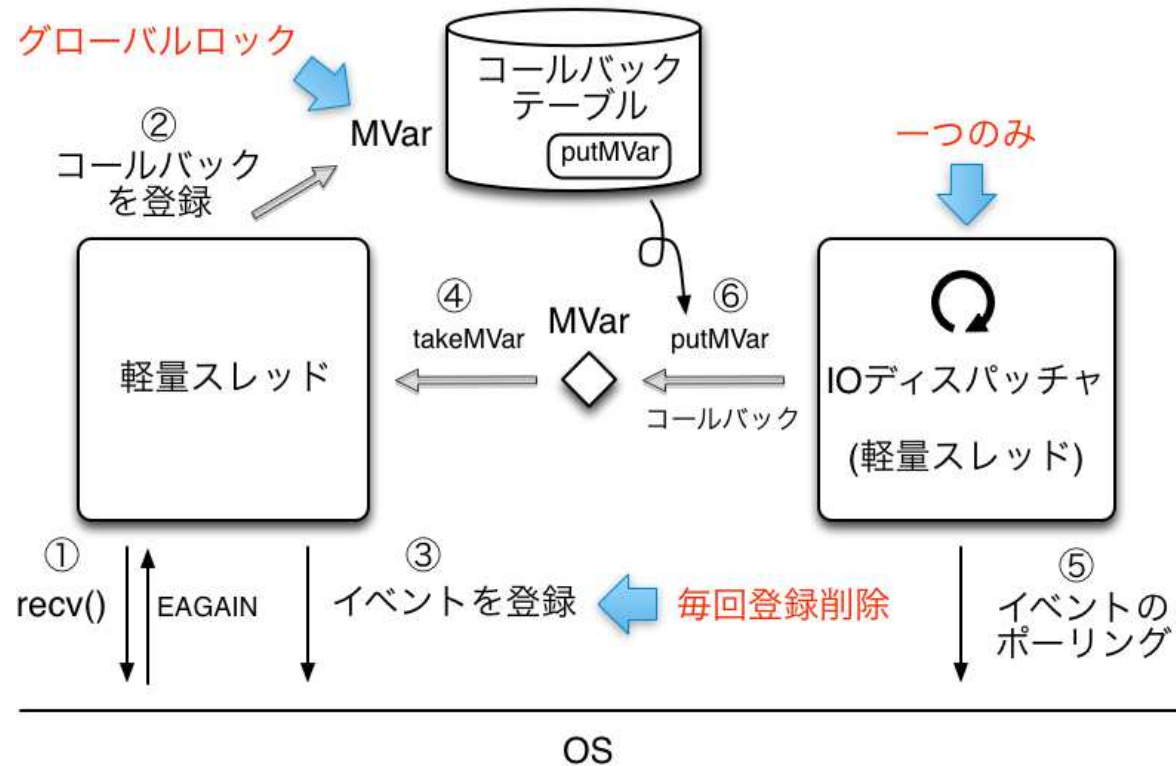 グローバルロック
コールバック
テーブル
putMVar
MVar
一つのみ
②
コールバック
を登録
軽量スレッド
④
takeMVar
MVar
⑥
putMVar
コールバック
IOディスパッチャ
(軽量スレッド)
①
recv()
EAGAIN
③
イベントを登録
毎回登録削除
⑤
イベントの
ポーリング
OS